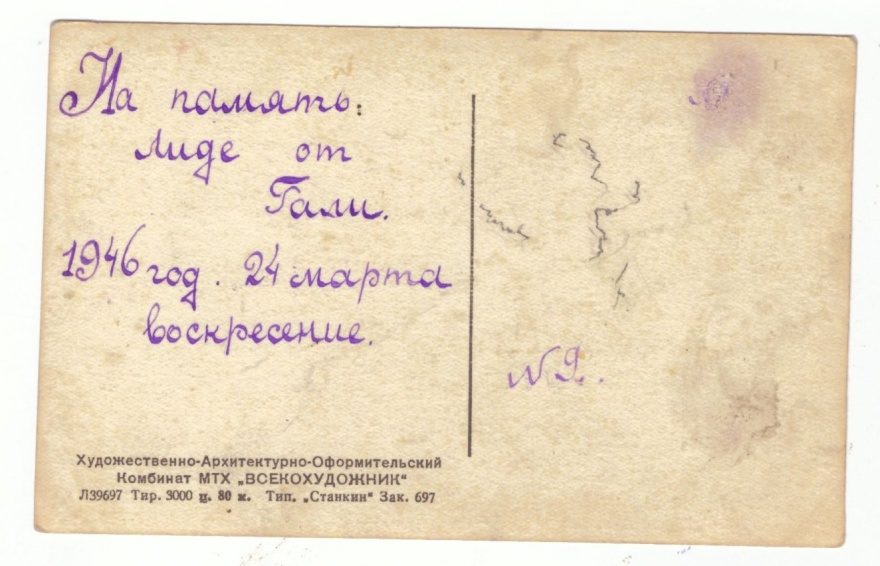 На память:
Лиде от
Гали.
1946 год. 24 марта
воскресение.
N 9.
Художественно-Архитектурно-Оформительский
Комбинат МТХ „ВСЕКОХУДОЖНИК“
Л39697 Тир. 3000 ц. 80 к. Тип. „Станкин“ Зак. 697